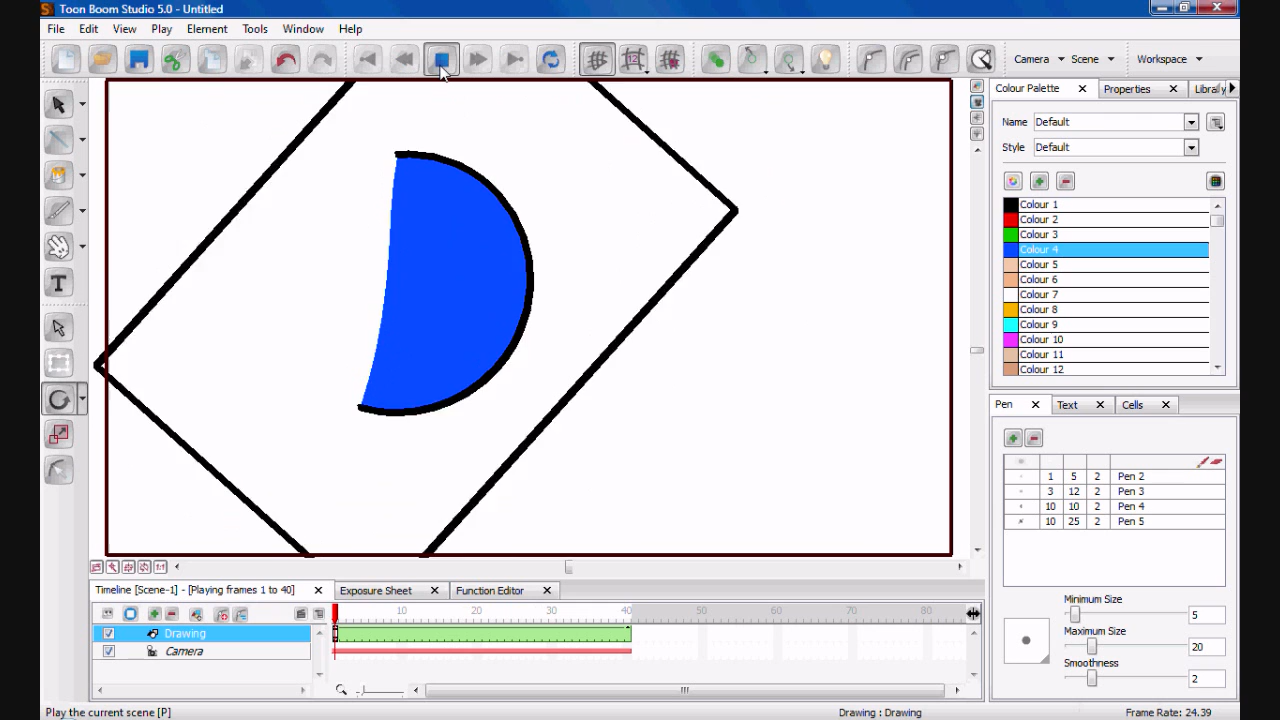 Toon Boom Studio 5.0 - Untitled
File Edit View Play Element Tools Window Help
12 Camera Scene Workspace
Colour Palette Properties Library
Name Default
Style Default
Colour 1
Colour 2
Colour 3
Colour 4
Colour 5
Colour 6
Colour 7
Colour 8
Colour 9
Colour 10
Colour 11
Colour 12
T
Pen Text Cells
1 5 2 Pen 2
3 12 2 Pen 3
10 10 2 Pen 4
10 25 2 Pen 5
Minimum Size
5
Maximum Size
20
Smoothness
2
1:1
Timeline [Scene-1] - [Playing frames 1 to 40] Exposure Sheet Function Editor
10 20 30 40 50 60 70 80
Drawing
Camera
Play the current scene [P] Drawing : Drawing Frame Rate: 24.39